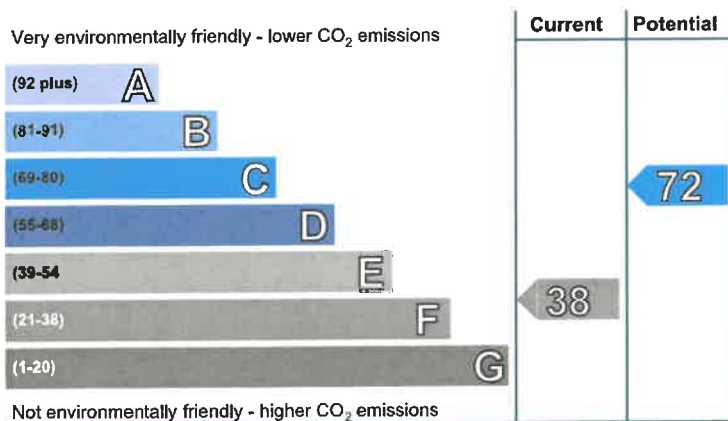 Current Potential
Very environmentally friendly - lower CO₂ emissions
(92 plus) A
(81-91) B
(69-80) C
72
(55-68) D
(39-54 E
38
(21-38) F
(1-20) G
Not environmentally friendly - higher CO₂ emissions